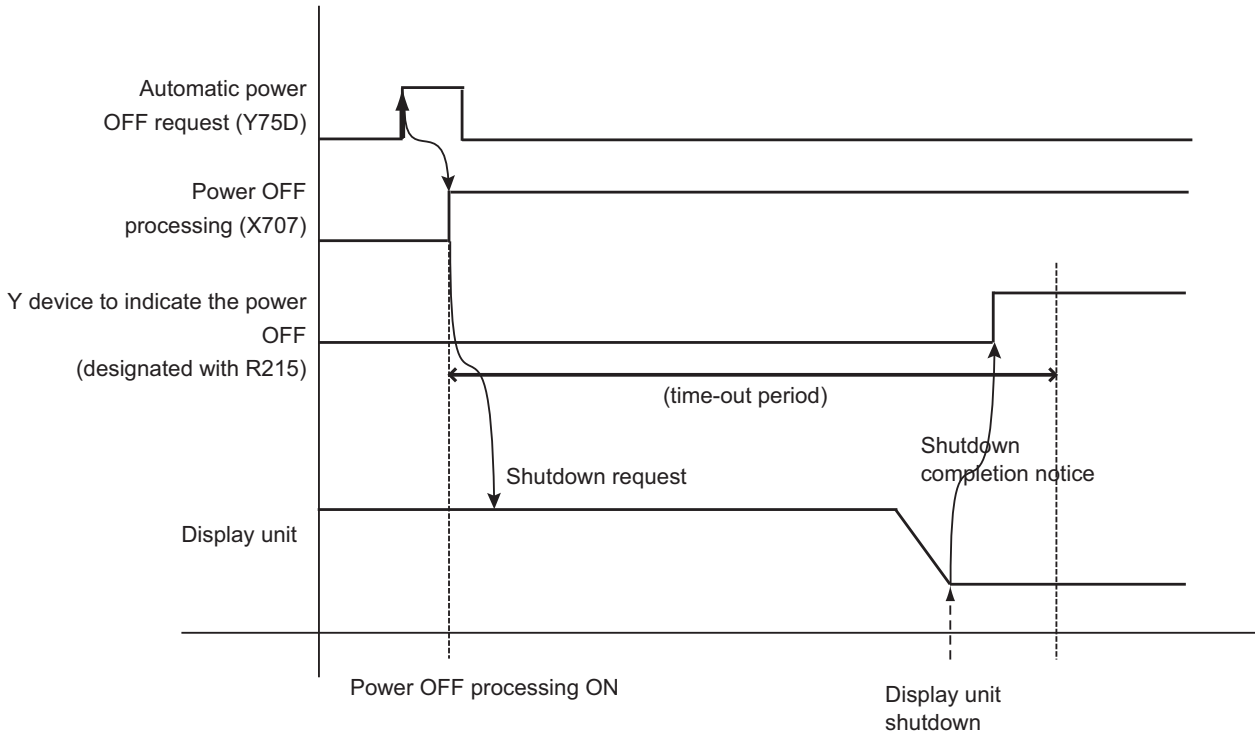 Automatic power
OFF request (Y75D)
Power OFF
processing (X707)
Y device to indicate the power
OFF
(designated with R215)
(time-out period)
Shutdown request
Shutdown
completion notice
Display unit
Power OFF processing ON
Display unit
shutdown